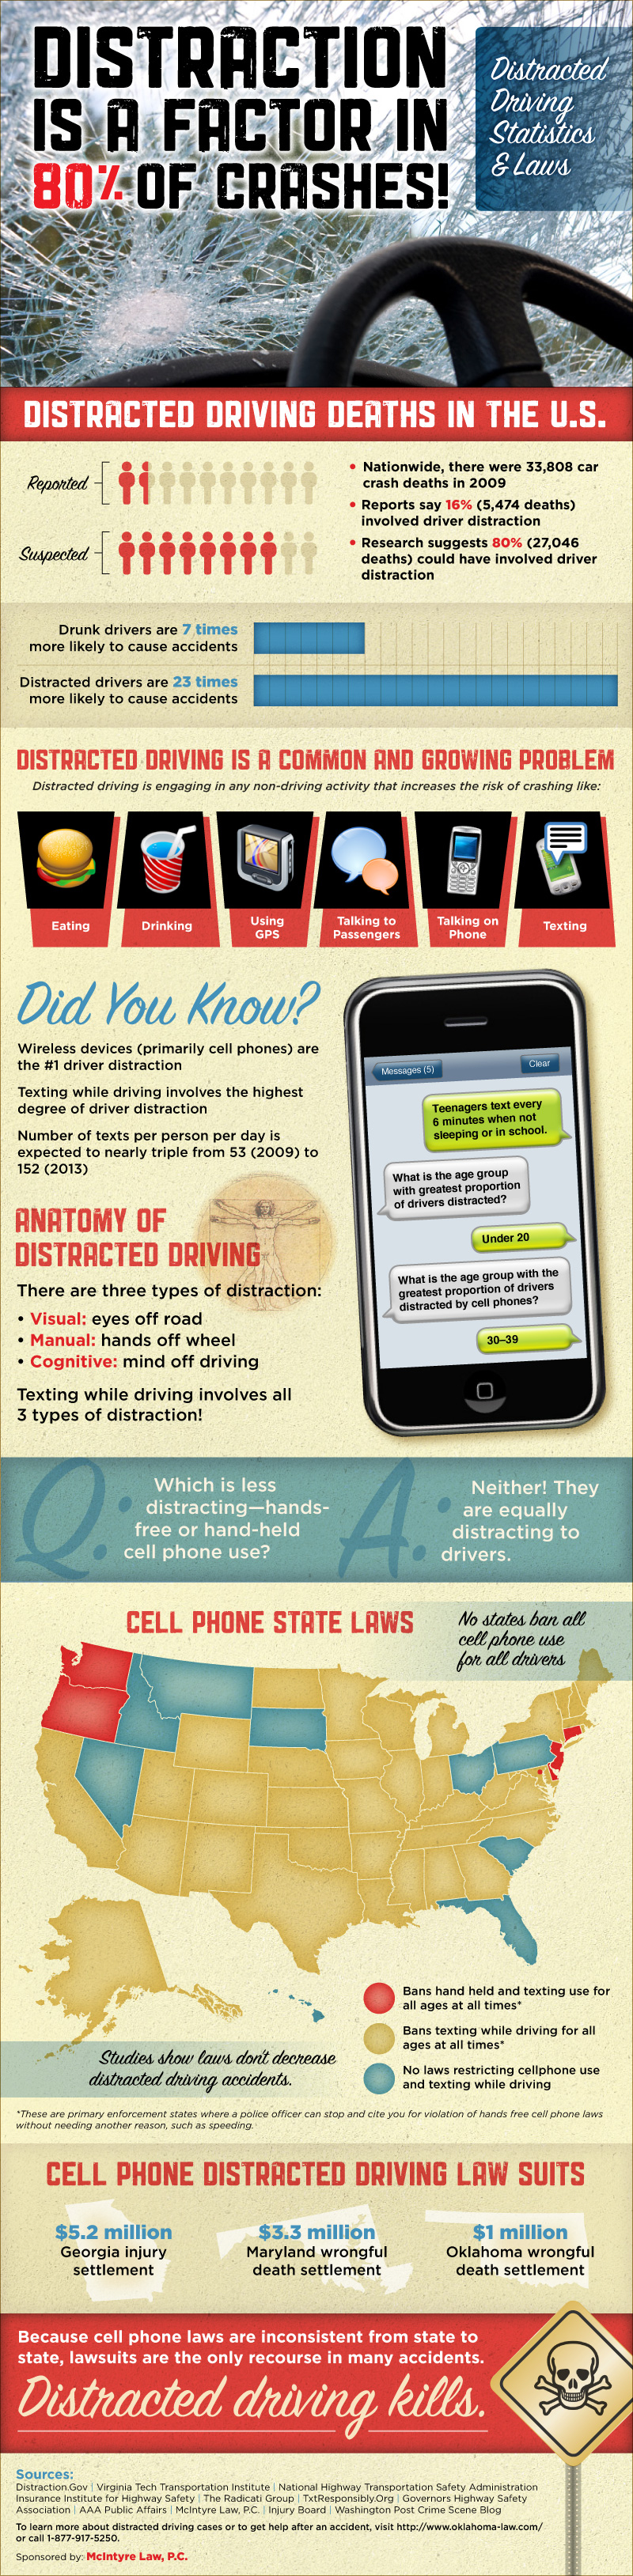 DISTRACTION
IS A FACTOR IN
80% OF CRASHES!
Distracted
Driving
Statistics
& Laws
DISTRACTED DRIVING DEATHS IN THE U.S.
Reported
Suspected
• Nationwide, there were 33,808 car
crash deaths in 2009
• Reports say 16% (5,474 deaths)
involved driver distraction
• Research suggests 80% (27,046
deaths) could have involved driver
distraction
Drunk drivers are 7 times
more likely to cause accidents
Distracted drivers are 23 times
more likely to cause accidents
DISTRACTED DRIVING IS A COMMON AND GROWING PROBLEM
Distracted driving is engaging in any non-driving activity that increases the risk of crashing like:
Eating
Drinking
Using
GPS
Talking to
Passengers
Talking on
Phone
Texting
Did You Know?
Wireless devices (primarily cell phones) are
the #1 driver distraction
Texting while driving involves the highest
degree of driver distraction
Number of texts per person per day is
expected to nearly triple from 53 (2009) to
152 (2013)
Messages (5)
Clear
Teenagers text every
6 minutes when not
sleeping or in school.
What is the age group
with greatest proportion
of drivers distracted?
Under 20
What is the age group with the
greatest proportion of drivers
distracted by cell phones?
30–39
ANATOMY OF
DISTRACTED DRIVING
There are three types of distraction:
• Visual: eyes off road
• Manual: hands off wheel
• Cognitive: mind off driving
Texting while driving involves all
3 types of distraction!
Q:
Which is less
distracting—hands-
free or hand-held
cell phone use?
A:
Neither! They
are equally
distracting to
drivers.
CELL PHONE STATE LAWS
No states ban all
cell phone use
for all drivers
Bans hand held and texting use for
all ages at all times*
Bans texting while driving for all
ages at all times*
No laws restricting cellphone use
and texting while driving
Studies show laws don't decrease
distracted driving accidents.
*These are primary enforcement states where a police officer can stop and cite you for violation of hands free cell phone laws
without needing another reason, such as speeding.
CELL PHONE DISTRACTED DRIVING LAW SUITS
$5.2 million
Georgia injury
settlement
$3.3 million
Maryland wrongful
death settlement
$1 million
Oklahoma wrongful
death settlement
Because cell phone laws are inconsistent from state to
state, lawsuits are the only recourse in many accidents.
Distracted driving kills.
Sources:
Distraction.Gov | Virginia Tech Transportation Institute | National Highway Transportation Safety Administration
Insurance Institute for Highway Safety | The Radicati Group | TxtResponsibly.Org | Governors Highway Safety
Association | AAA Public Affairs | McIntyre Law, P.C. | Injury Board | Washington Post Crime Scene Blog
To learn more about distracted driving cases or to get help after an accident, visit http://www.oklahoma-law.com/
or call 1-877-917-5250.
Sponsored by: McIntyre Law, P.C.